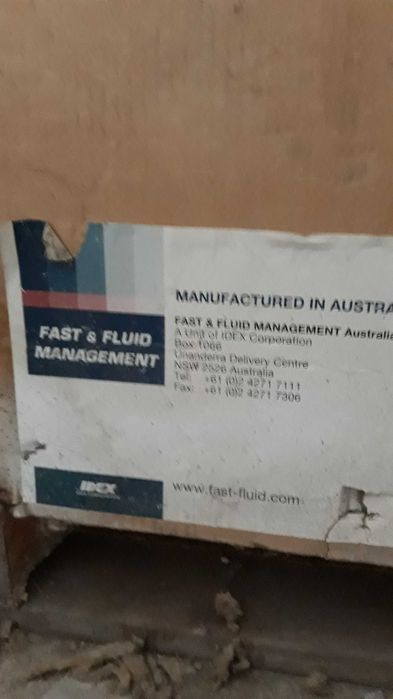 MANUFACTURED IN AUSTRA
FAST & FLUID
MANAGEMENT
FAST & FLUID MANAGEMENT Australia
A Unit of IDEX Corporation
Box 1066
Unanderra Delivery Centre
NSW 2526 Australia
Tel: +61 (0)2 4271 7111
Fax: +61 (0)2 4271 7306
IDEX
www.fast-fluid.com